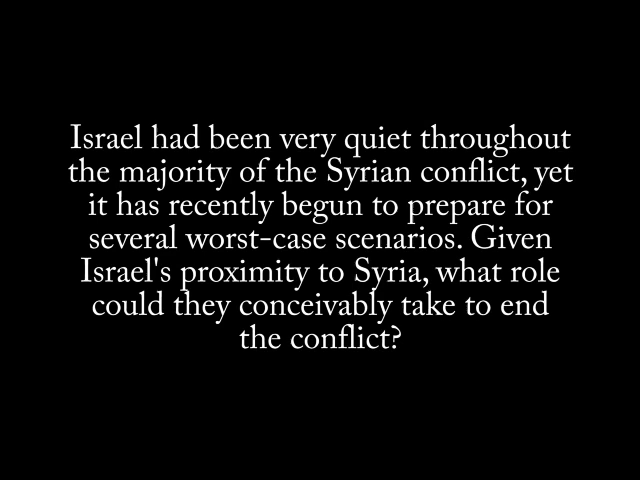 Israel had been very quiet throughout
the majority of the Syrian conflict, yet
it has recently begun to prepare for
several worst-case scenarios. Given
Israel's proximity to Syria, what role
could they conceivably take to end
the conflict?